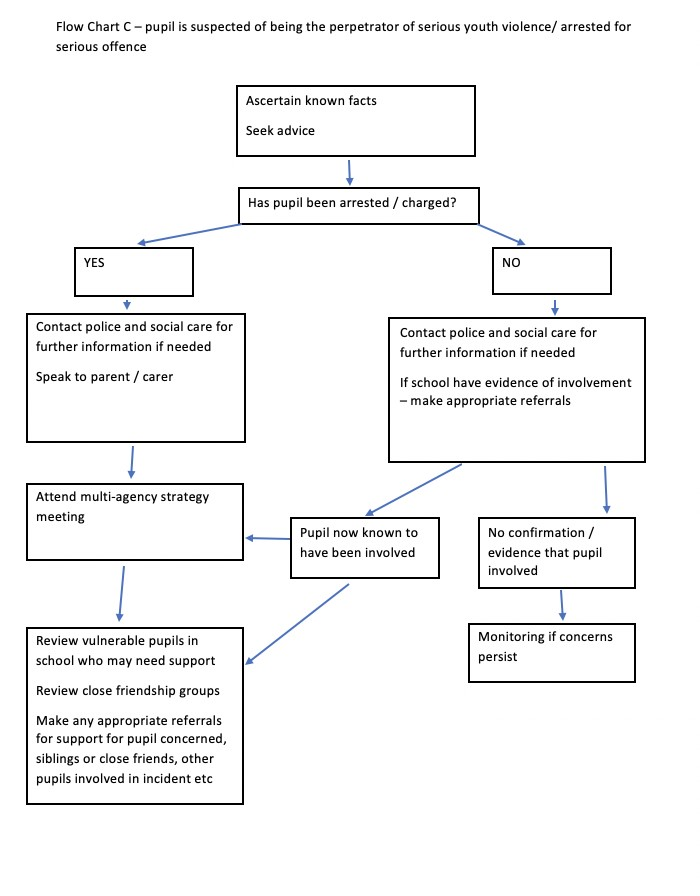 Flow Chart C – pupil is suspected of being the perpetrator of serious youth violence/ arrested for
serious offence
Ascertain known facts
Seek advice
Has pupil been arrested / charged?
YES
NO
Contact police and social care for
further information if needed
Speak to parent / carer
Contact police and social care for
further information if needed
If school have evidence of involvement
– make appropriate referrals
Attend multi-agency strategy
meeting
Pupil now known to
have been involved
No confirmation /
evidence that pupil
involved
Review vulnerable pupils in
school who may need support
Review close friendship groups
Make any appropriate referrals
for support for pupil concerned,
siblings or close friends, other
pupils involved in incident etc
Monitoring if concerns
persist